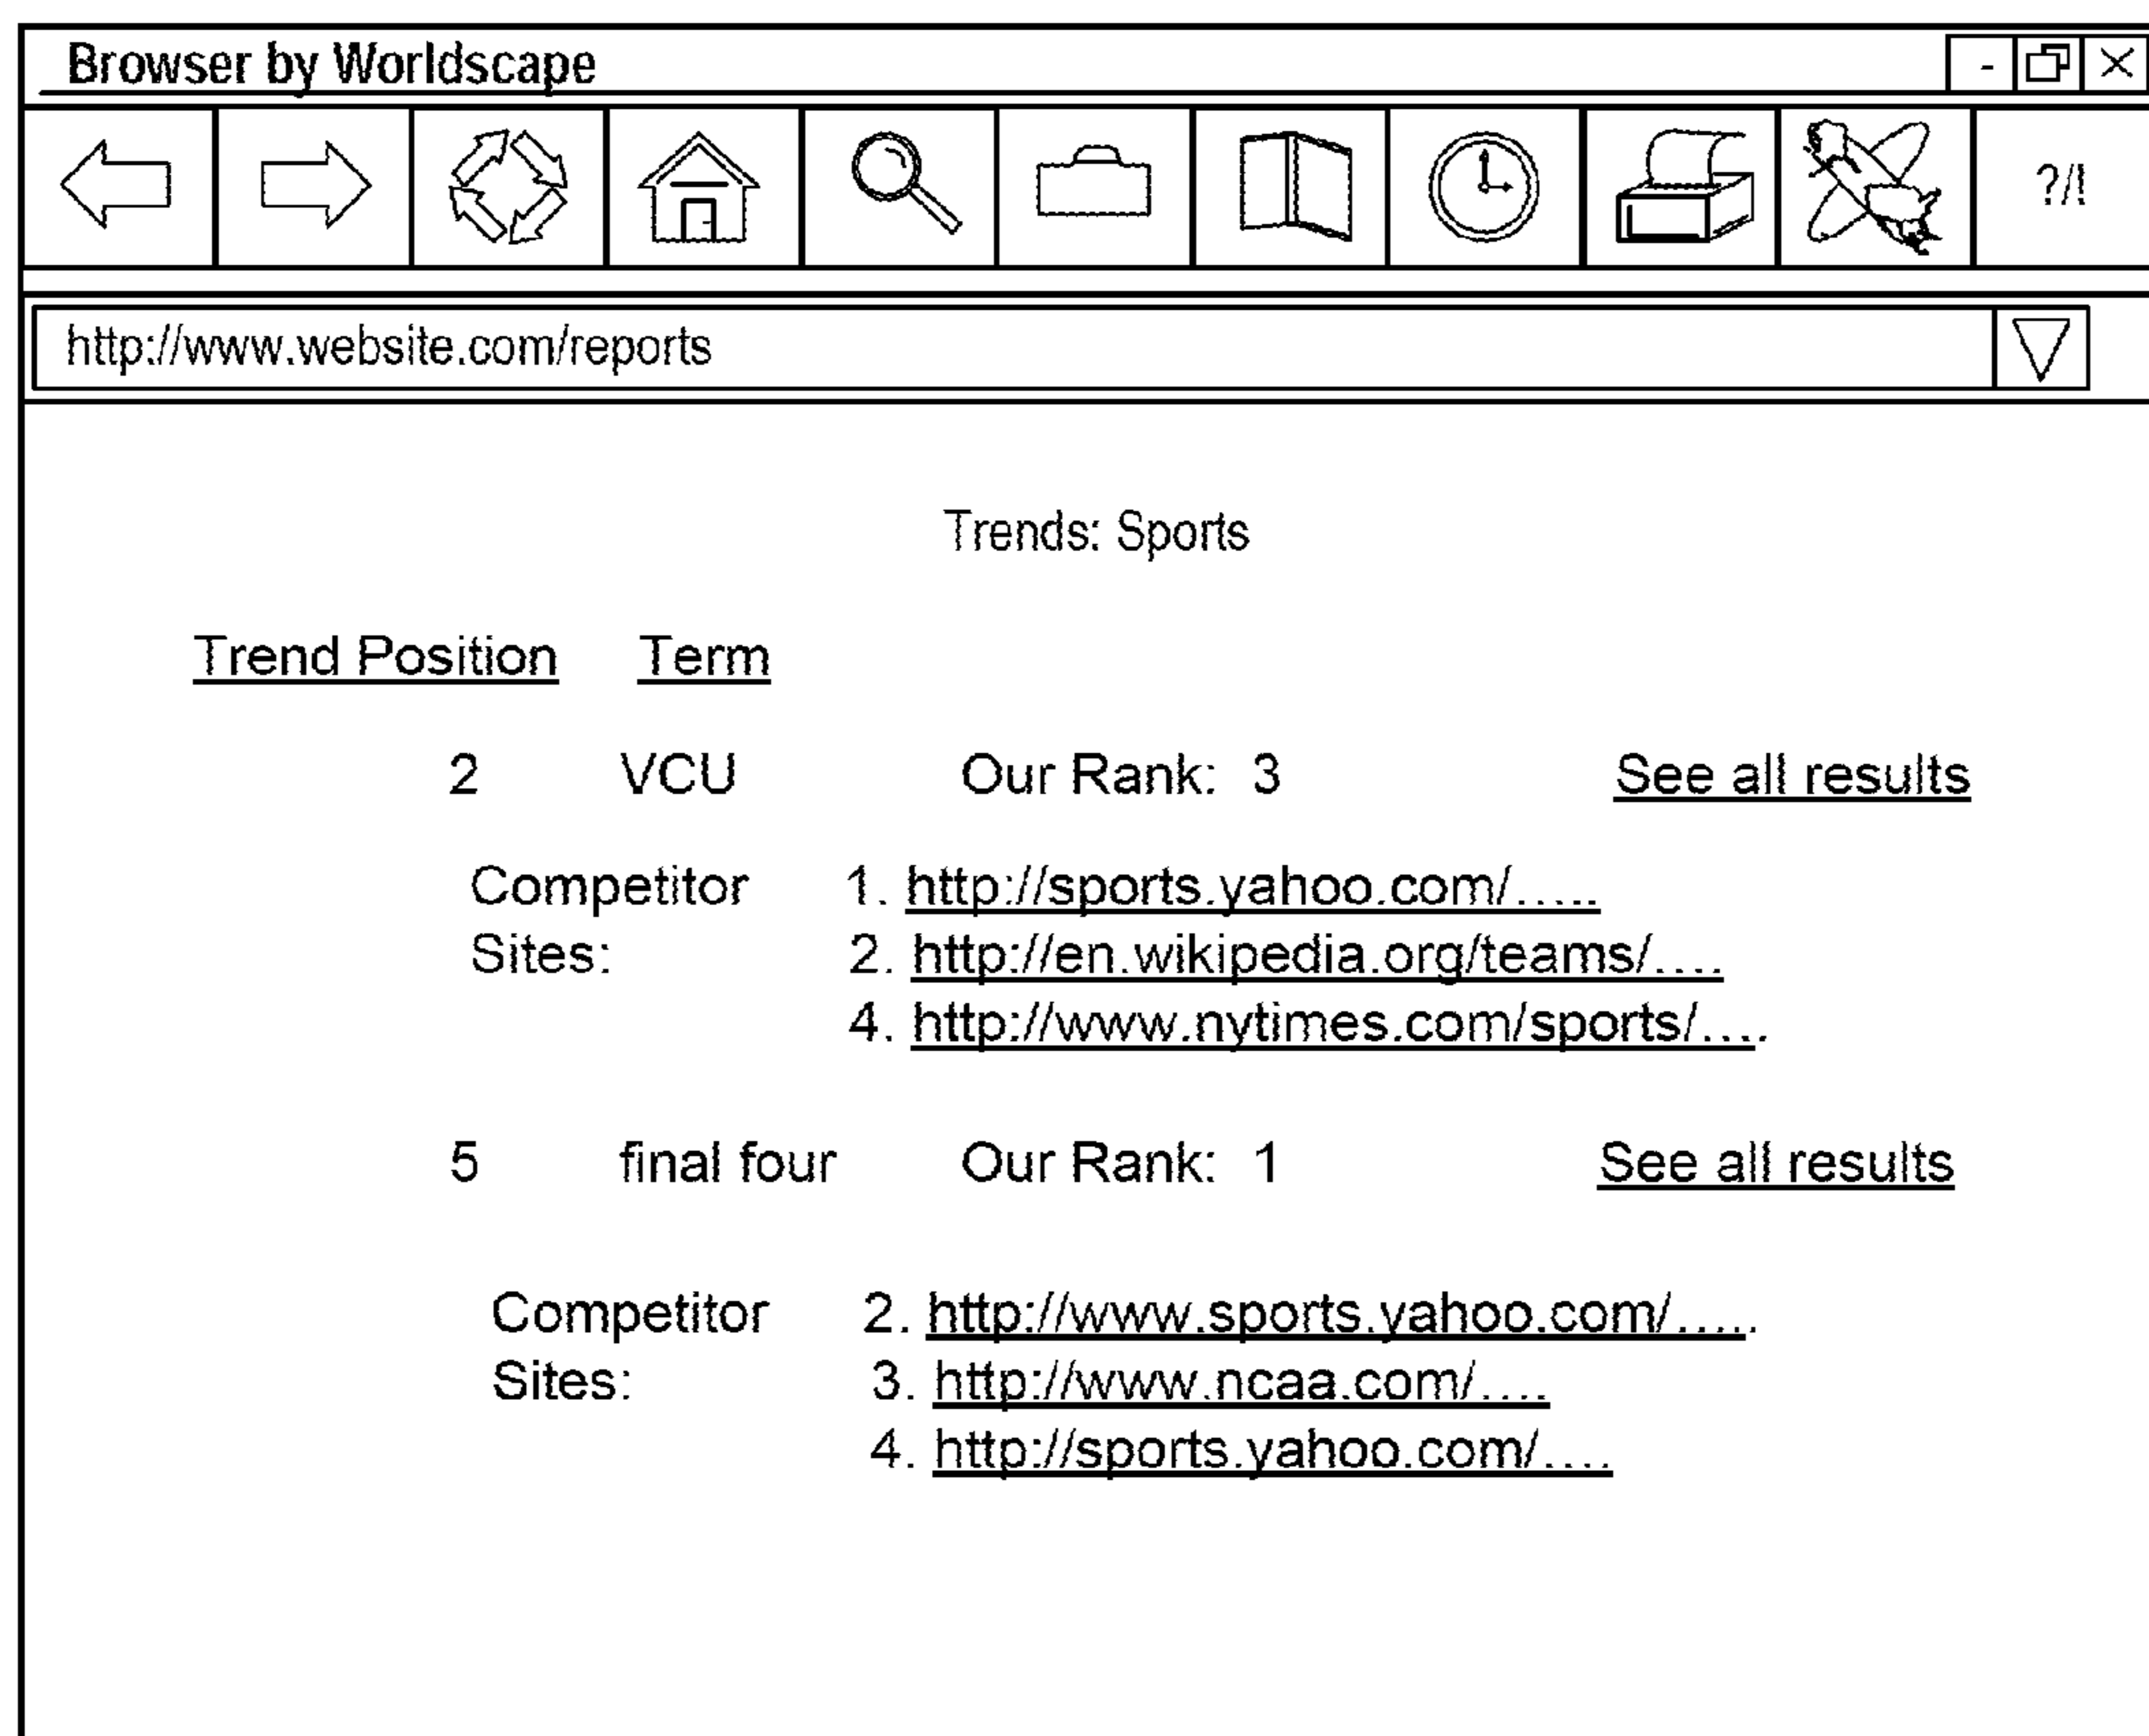 Browser by Worldscape
?/!
http://www.website.com/reports
Trends: Sports
Trend Position Term
2 VCU Our Rank: 3 See all results
Competitor 1. http://sports.yahoo.com/.....
Sites: 2. http://en.wikipedia.org/teams/....
4. http://www.nytimes.com/sports/....
5 final four Our Rank: 1 See all results
Competitor 2. http://www.sports.yahoo.com/.....
Sites: 3. http://www.ncaa.com/....
4. http://sports.yahoo.com/....